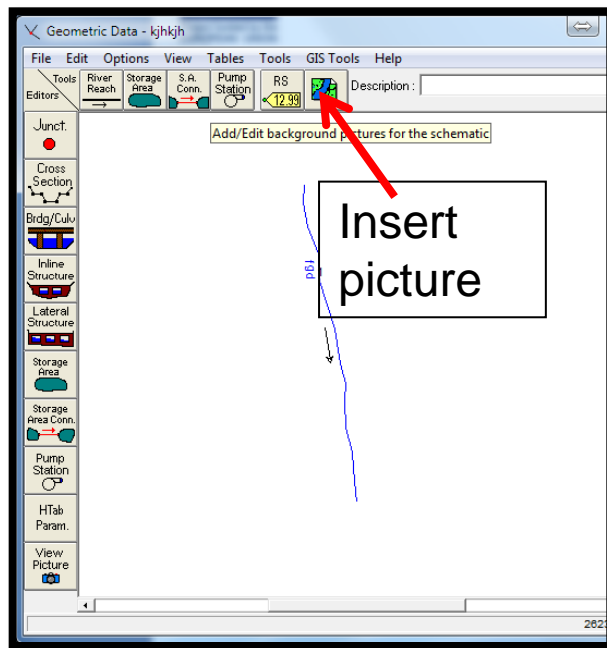 Geometric Data - kjhkjh
File Edit Options View Tables Tools GIS Tools Help
Tools
Editors
River
Reach
Storage
Area
S.A.
Conn.
Pump
Station
RS
12.99
Description :
Add/Edit background pictures for the schematic
Junct.
Cross
Section
Brdg/Culv
Inline
Structure
Lateral
Structure
Storage
Area
Storage
Area Conn.
Pump
Station
HTab
Param.
View
Picture
Insert
picture